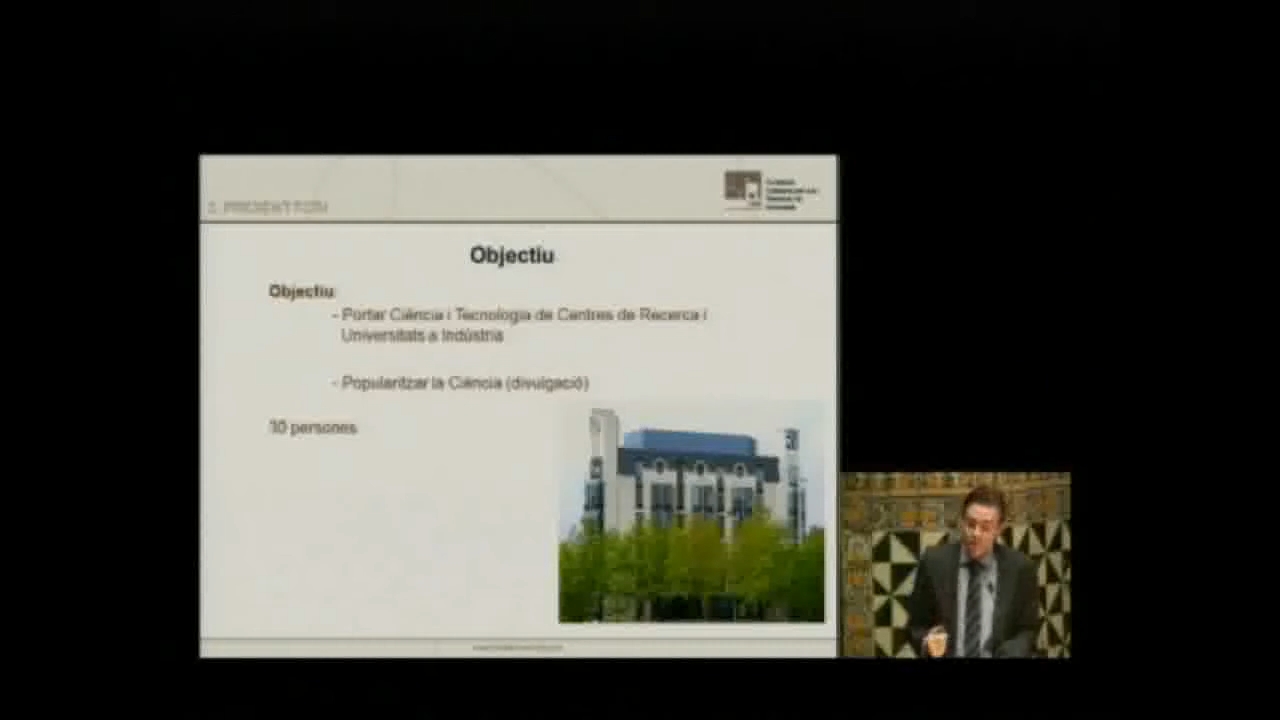 Objectiu
Objectiu:
- Portar Ciència i Tecnologia de Centres de Recerca i
Universitats a Indústria
- Popularitzar la Ciència (divulgació)
10 persones